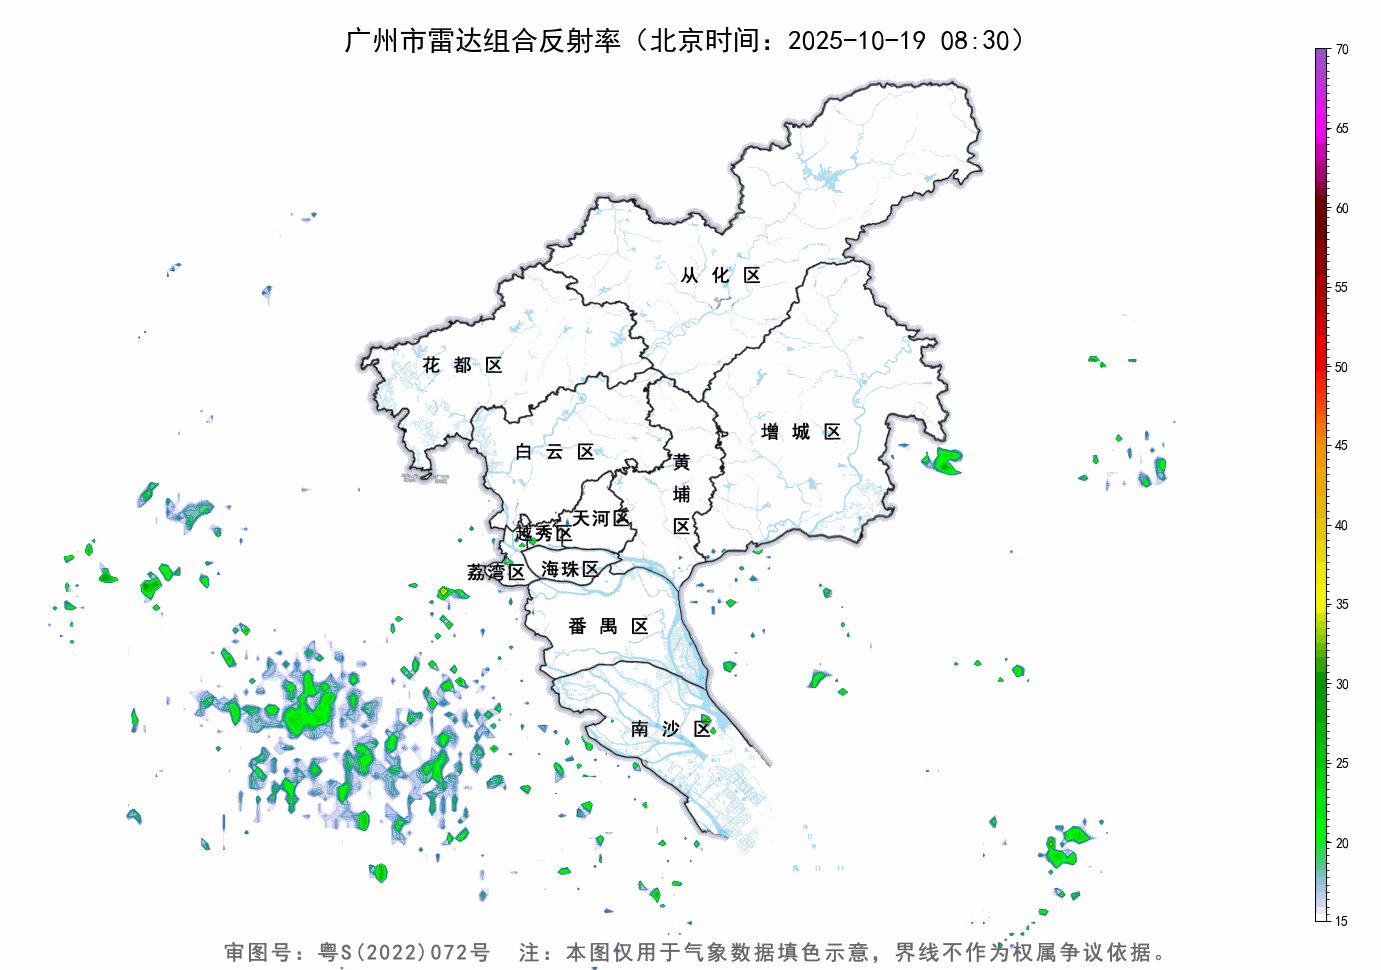 广州市雷达组合反射率（北京时间：2025-10-19 08:30）
70
65
60
55
50
45
40
35
30
25
20
15
从 化 区
花 都 区
增 城 区
白 云 区
黄
埔
区
天河区
越秀区
荔湾区
海珠区
番 禺 区
南 沙 区
审图号：粤S(2022)072号 注：本图仅用于气象数据填色示意，界线不作为权属争议依据。